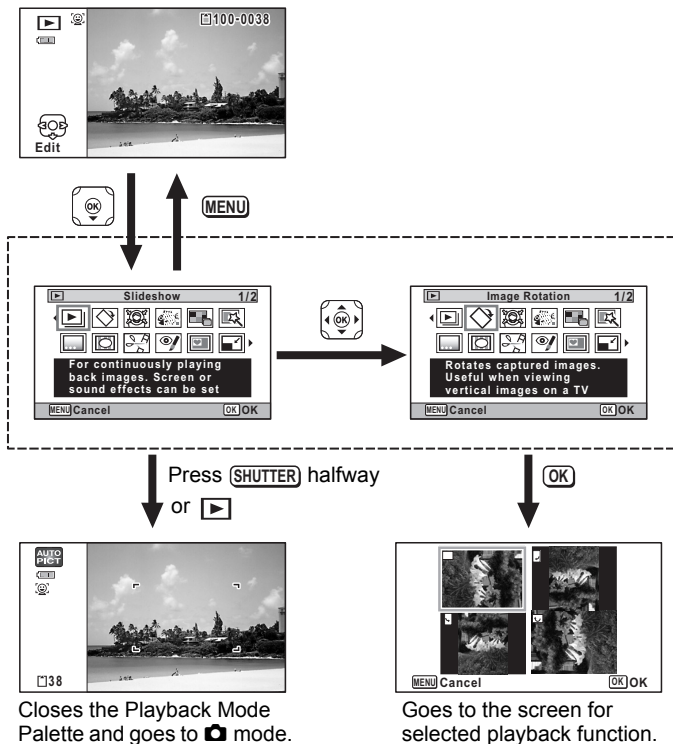 100-0038
Edit
OK
MENU
Slideshow 1/2
For continuously playing
back images. Screen or
sound effects can be set
MENU Cancel OK OK
OK
Image Rotation 1/2
Rotates captured images.
Useful when viewing
vertical images on a TV
MENU Cancel OK OK
Press SHUTTER halfway
or
OK
AUTO
PICT
38
Closes the Playback Mode
Palette and goes to mode.
MENU Cancel OK OK
Goes to the screen for
selected playback function.